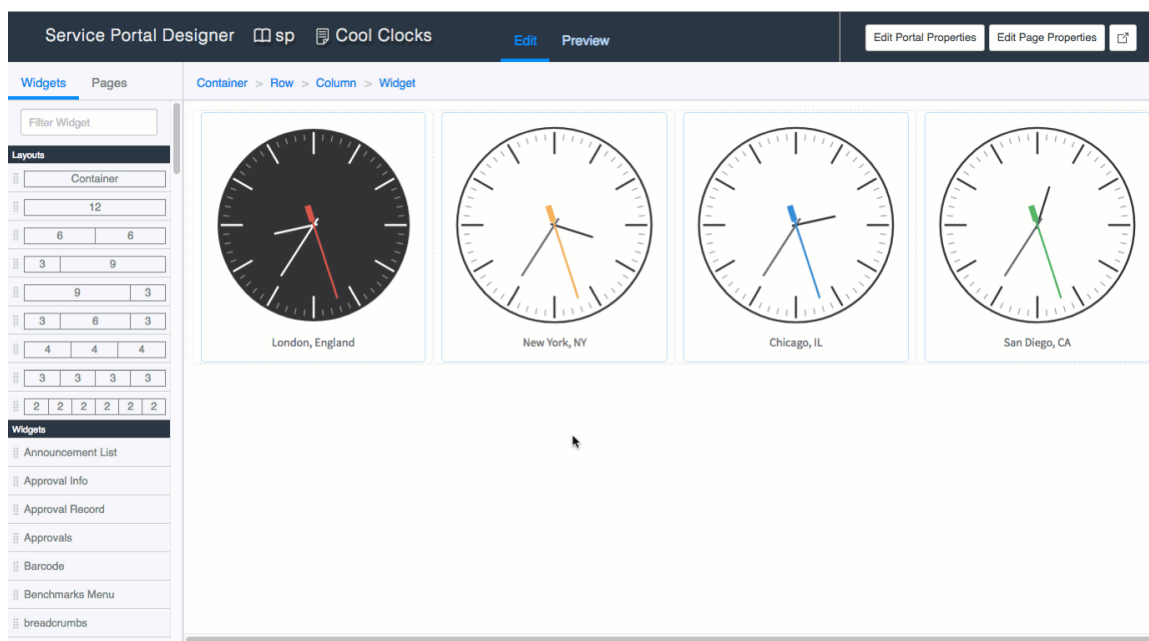 Service Portal Designer sp Cool Clocks Edit Preview Edit Portal Properties Edit Page Properties
Widgets Pages
Container > Row > Column > Widget
Filter Widget
Layouts
Container
12
6 6
3 9
9 3
3 6 3
4 4 4
3 3 3 3
2 2 2 2 2 2
Widgets
Announcement List
Approval Info
Approval Record
Approvals
Barcode
Benchmarks Menu
breadcrumbs
London, England
New York, NY
Chicago, IL
San Diego, CA